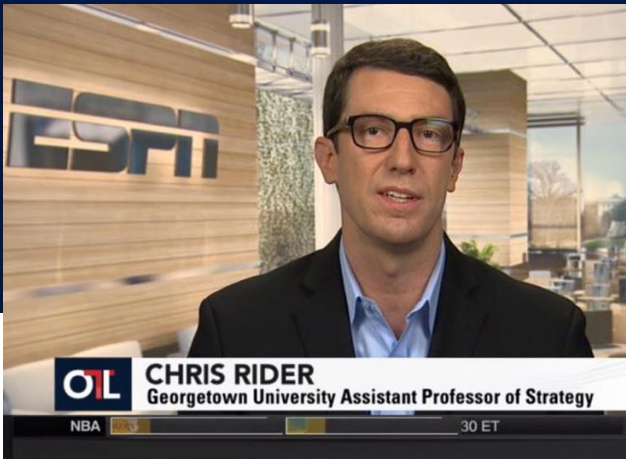 ESPN
OTL
CHRIS RIDER
Georgetown University Assistant Professor of Strategy
NBA
30 ET